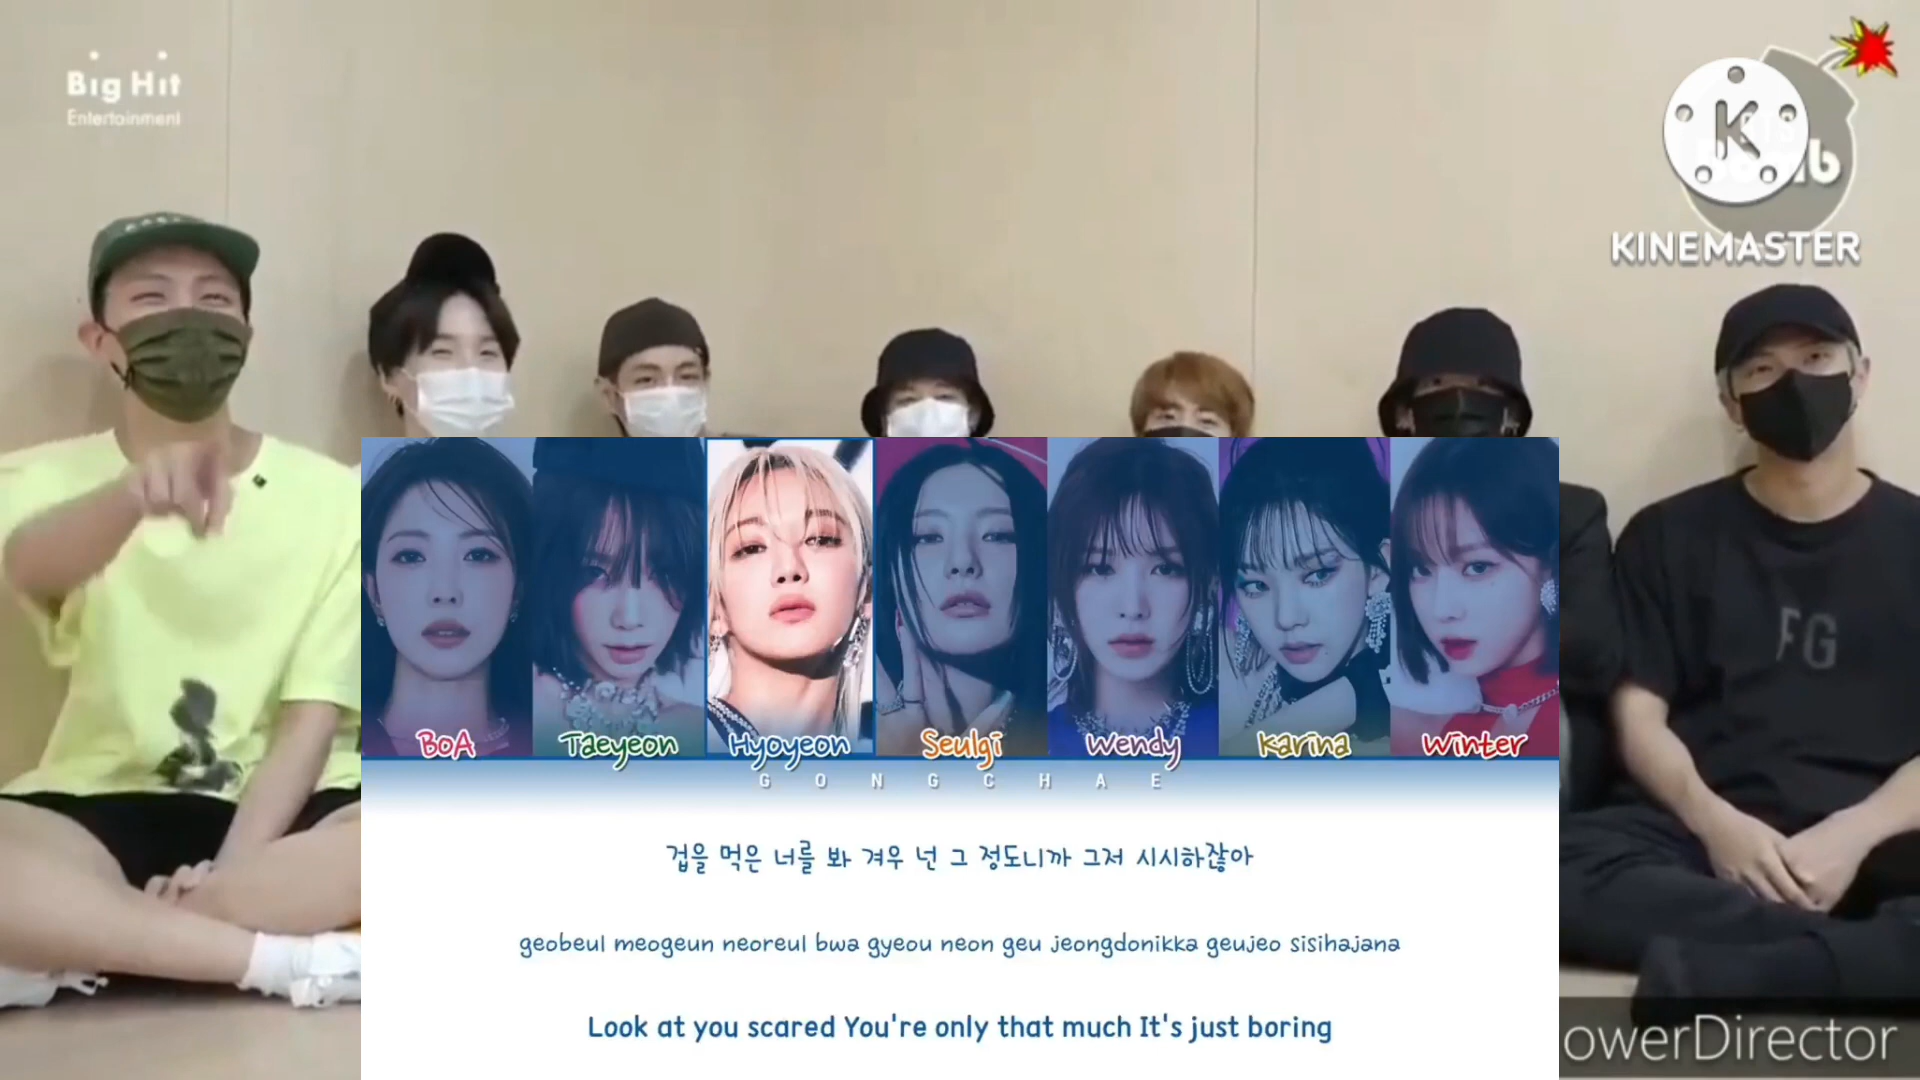 Big Hit
Entertainment
K
KINEMASTER
BoA
Taeyeon
Hyoyeon
Seulgi
Wendy
Karina
Winter
GONGCHAE
겁을 먹은 너를 봐 겨우 넌 그 정도니까 그저 시시하잖아
geobeul meogeun neoreul bwa gyeou neon geu jeongdonikka geujeo sisihajana
Look at you scared You're only that much It's just boring
FG
owerDirector